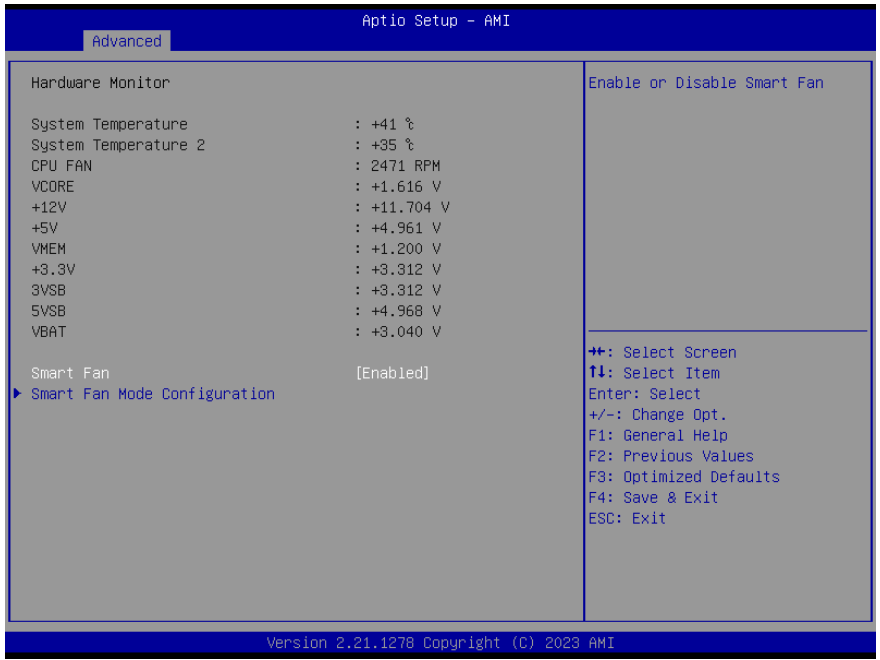 Aptio Setup – AMI
Advanced
Hardware Monitor
System Temperature : +41 ℃
System Temperature 2 : +35 ℃
CPU FAN : 2471 RPM
VCORE : +1.616 V
+12V : +11.704 V
+5V : +4.961 V
VMEM : +1.200 V
+3.3V : +3.312 V
3VSB : +3.312 V
5VSB : +4.968 V
VBAT : +3.040 V
Smart Fan [Enabled]
Smart Fan Mode Configuration
Enable or Disable Smart Fan
→←: Select Screen
↑↓: Select Item
Enter: Select
+/-: Change Opt.
F1: General Help
F2: Previous Values
F3: Optimized Defaults
F4: Save & Exit
ESC: Exit
Version 2.21.1278 Copyright (C) 2023 AMI